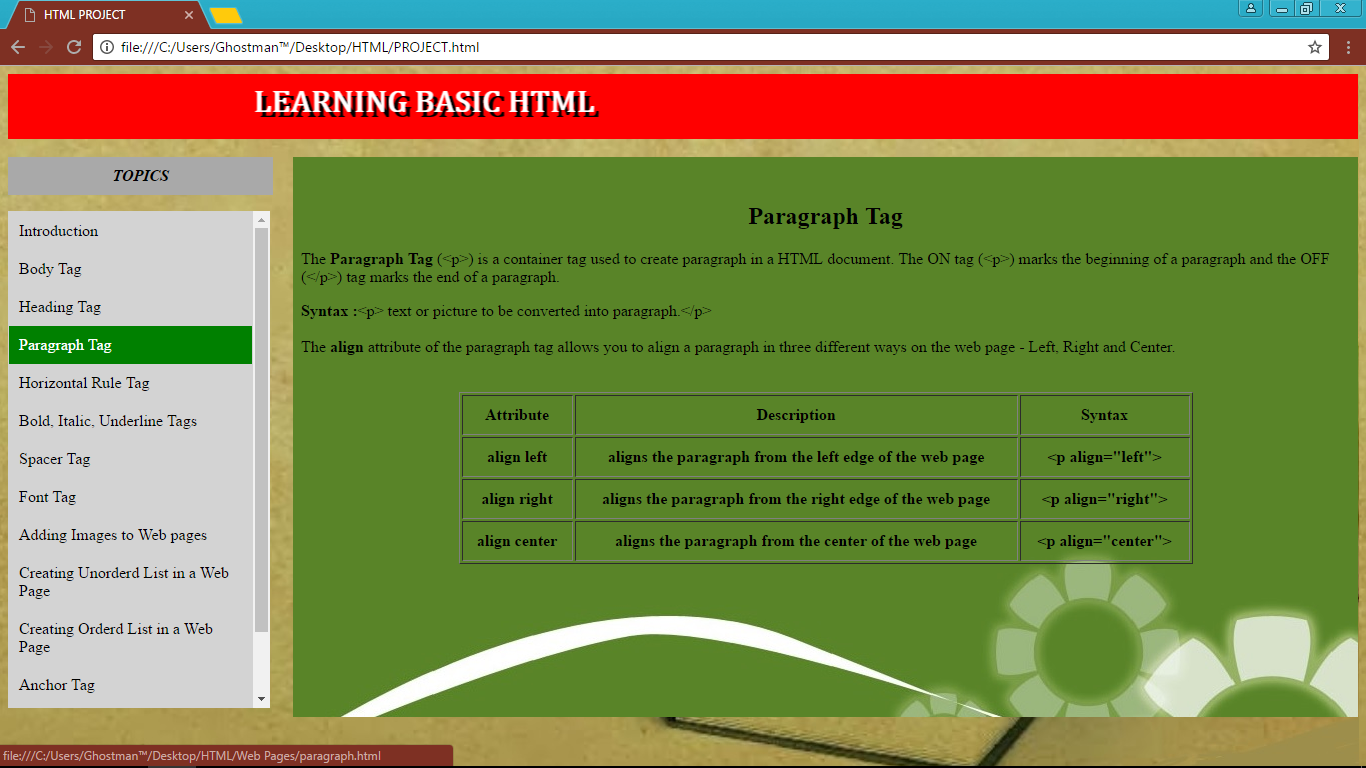 HTML PROJECT
file:///C:/Users/Ghostman™/Desktop/HTML/PROJECT.html
LEARNING BASIC HTML
TOPICS
Introduction
Body Tag
Heading Tag
Paragraph Tag
Horizontal Rule Tag
Bold, Italic, Underline Tags
Spacer Tag
Font Tag
Adding Images to Web pages
Creating Unorderd List in a Web
Page
Creating Orderd List in a Web
Page
Anchor Tag
Paragraph Tag
The Paragraph Tag (<p>) is a container tag used to create paragraph in a HTML document. The ON tag (<p>) marks the beginning of a paragraph and the OFF
(</p>) tag marks the end of a paragraph.
Syntax :<p> text or picture to be converted into paragraph.</p>
The align attribute of the paragraph tag allows you to align a paragraph in three different ways on the web page - Left, Right and Center.
Attribute Description Syntax
align left aligns the paragraph from the left edge of the web page <p align="left">
align right aligns the paragraph from the right edge of the web page <p align="right">
align center aligns the paragraph from the center of the web page <p align="center">
file:///C:/Users/Ghostman™/Desktop/HTML/Web Pages/paragraph.html